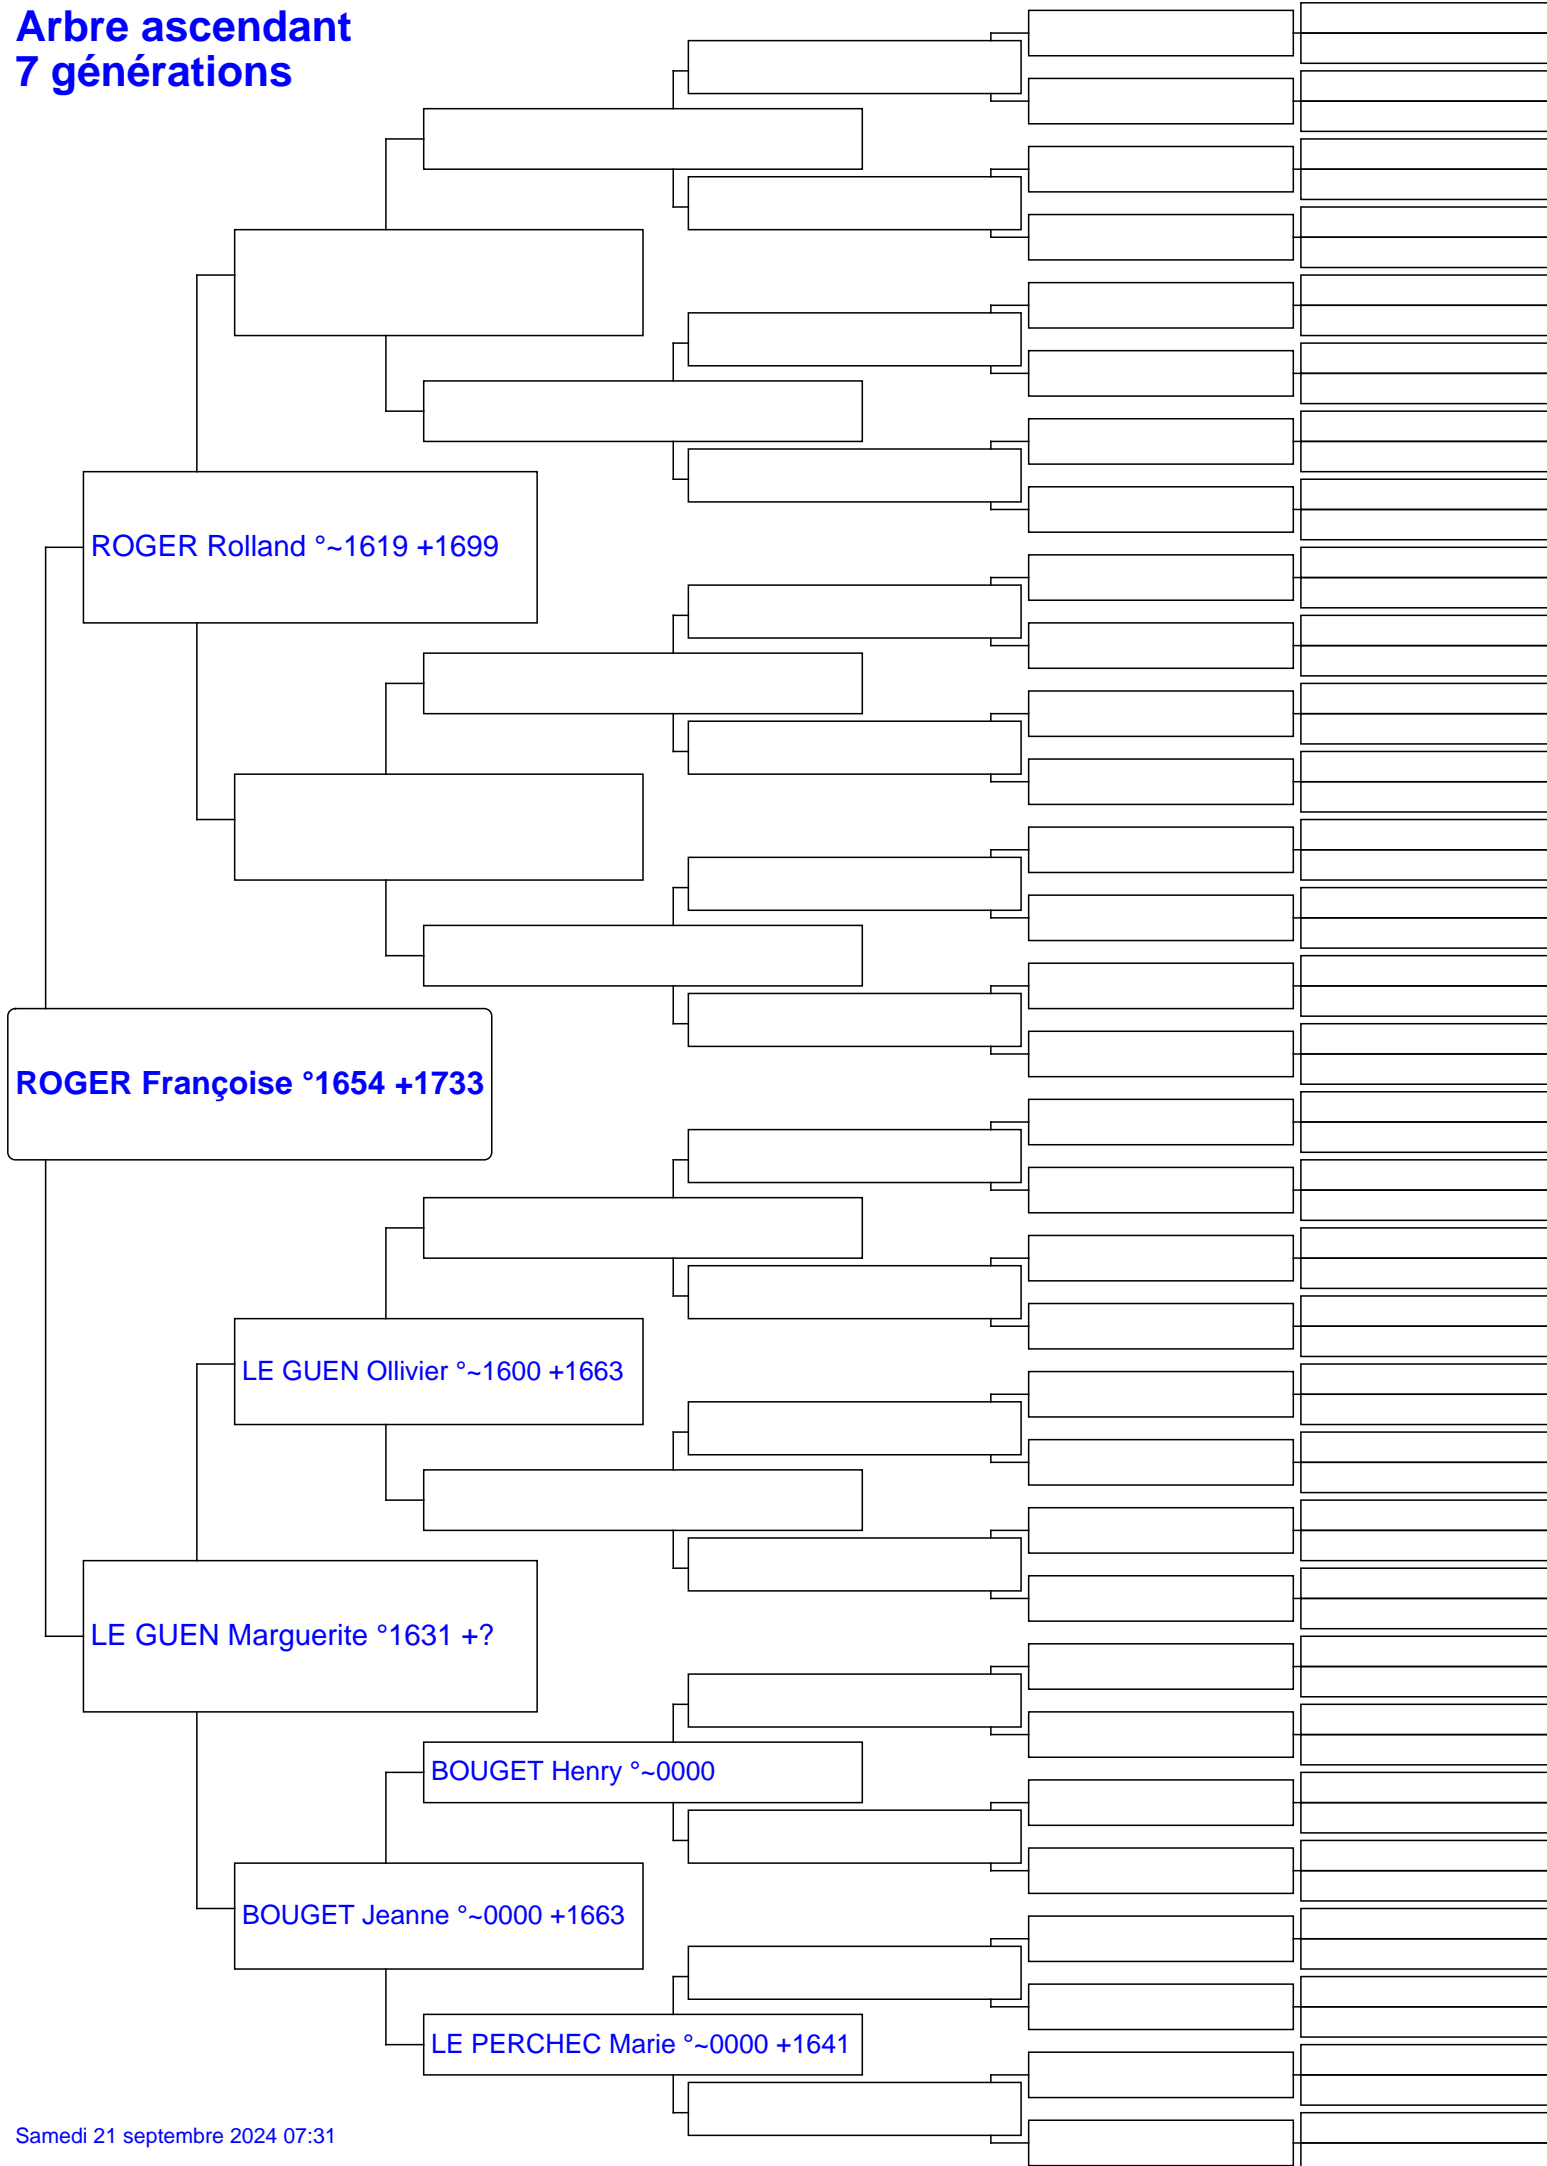 Arbre ascendant
7 générations
ROGER Rolland °~1619 +1699
ROGER Françoise °1654 +1733
LE GUEN Ollivier °~1600 +1663
LE GUEN Marguerite °1631 +?
BOUGET Henry °~0000
BOUGET Jeanne °~0000 +1663
LE PERCHEC Marie °~0000 +1641
Samedi 21 septembre 2024 07:31